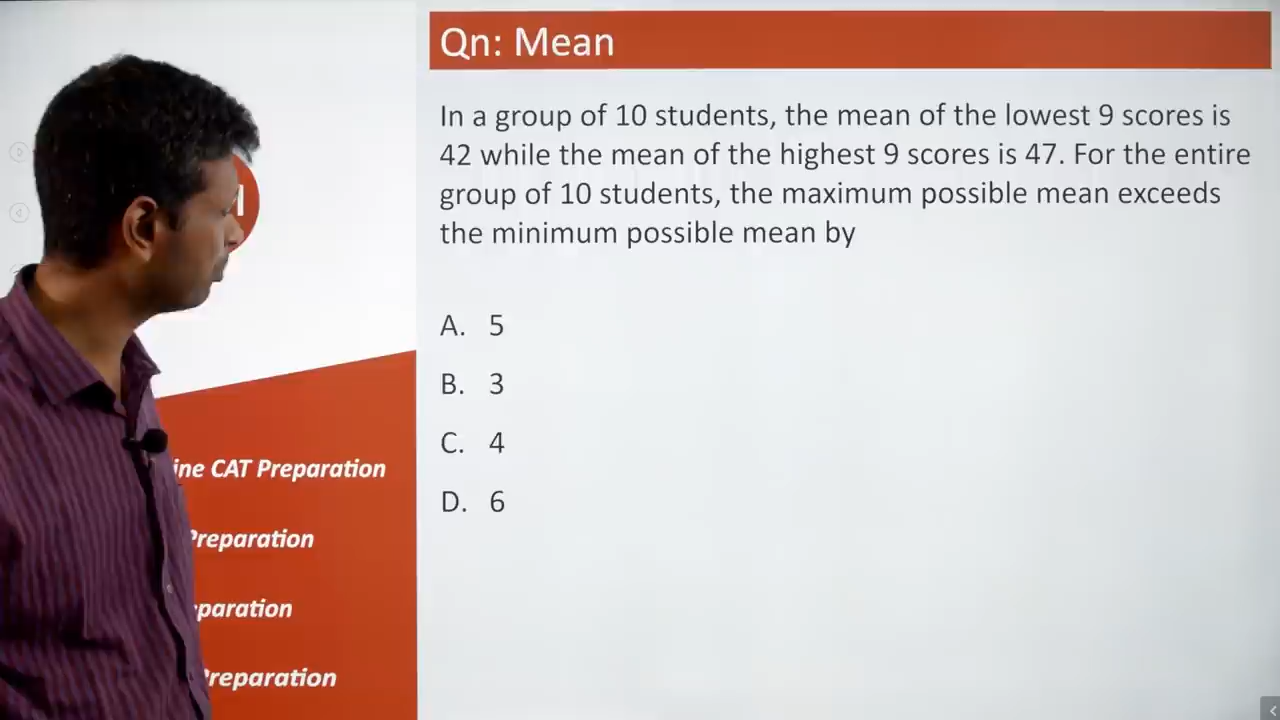 Qn: Mean
In a group of 10 students, the mean of the lowest 9 scores is
42 while the mean of the highest 9 scores is 47. For the entire
group of 10 students, the maximum possible mean exceeds
the minimum possible mean by
A. 5
B. 3
C. 4
D. 6
ine CAT Preparation
Preparation
paration
Preparation